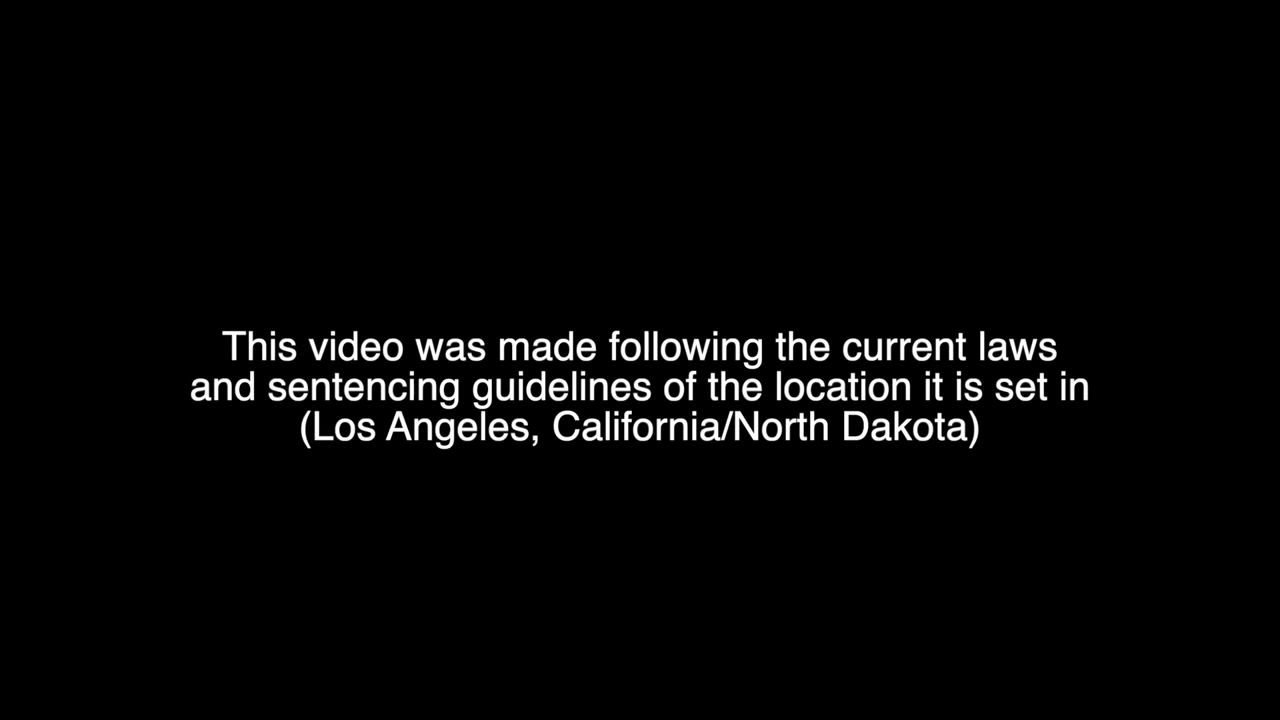 This video was made following the current laws
and sentencing guidelines of the location it is set in
(Los Angeles, California/North Dakota)